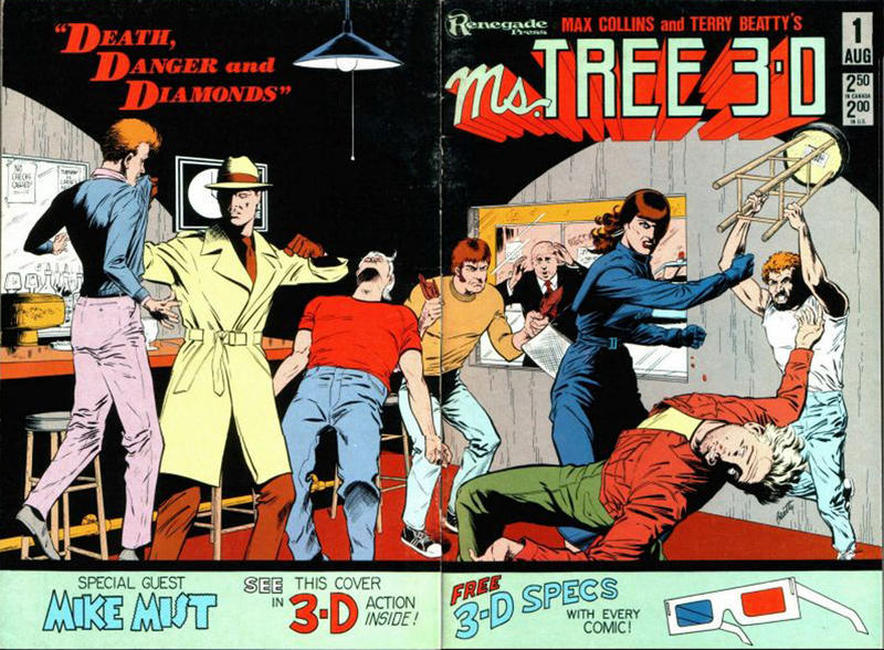 "DEATH,
DANGER and
DIAMONDS"
NO
CHECKS
CASHED!
SPECIAL GUEST
MIKE MIST
SEE THIS COVER
IN 3-D ACTION
INSIDE!
Renegade
Press
MAX COLLINS and TERRY BEATTY'S
Ms. TREE 3-D
1
AUG
2.50
IN CANADA
2.00
IN U.S.
Beatty
FREE
3-D SPECS
WITH EVERY
COMIC!